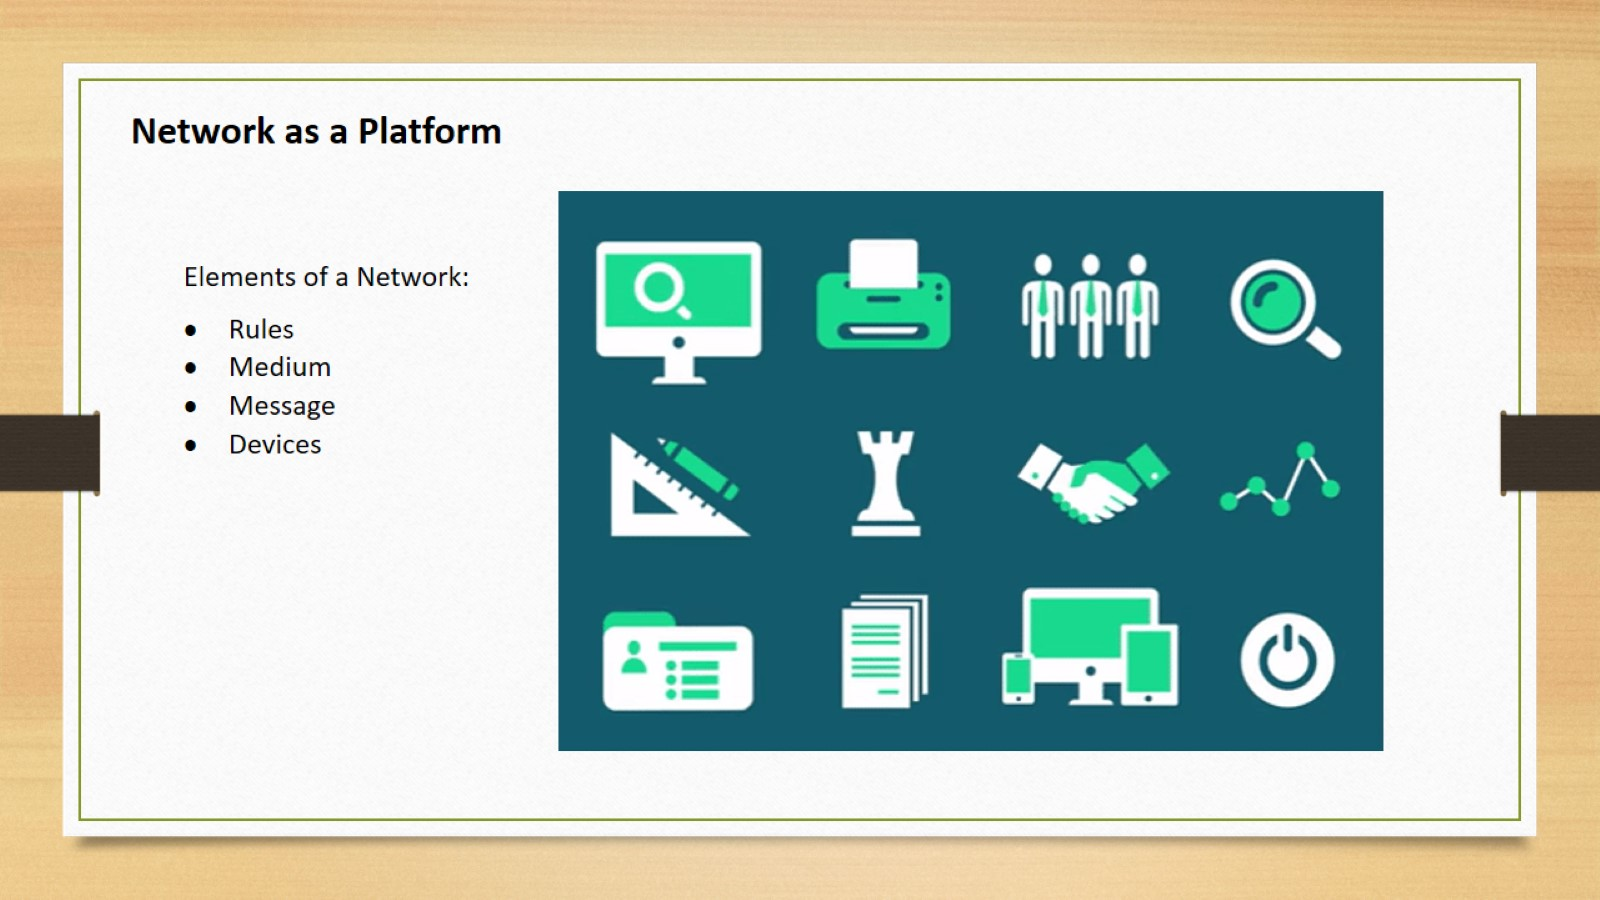 Network as a Platform
Elements of a Network:
● Rules
● Medium
● Message
● Devices